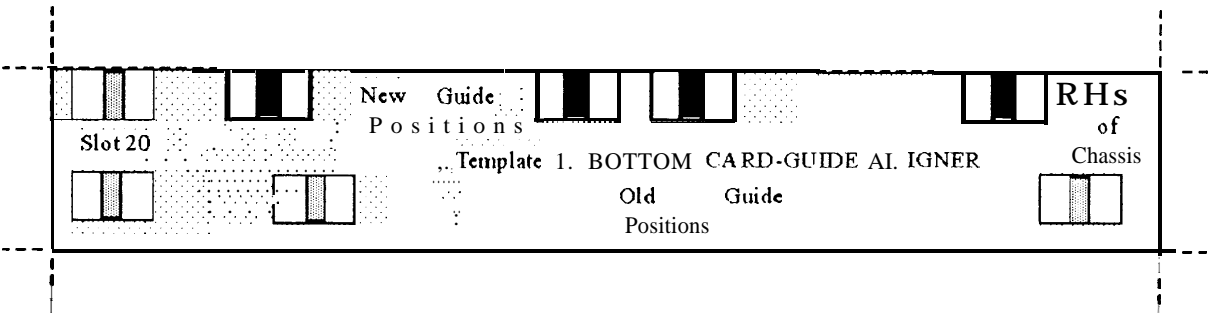 New Guide
Positions
RHs
of
Chassis
Slot 20
Template 1. BOTTOM CARD-GUIDE AI. IGNER
Old Guide
Positions